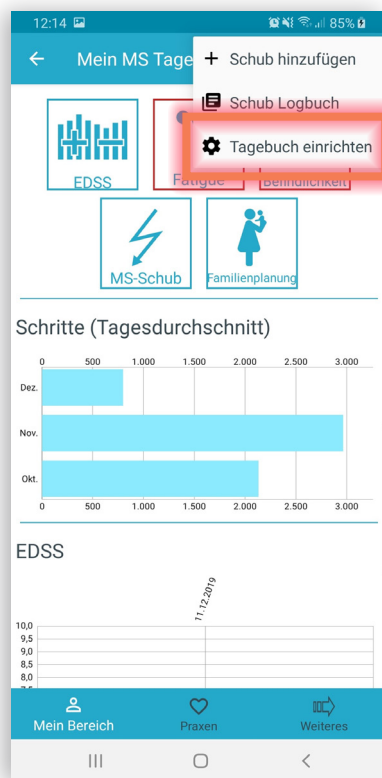 12:14
85%
Mein MS Tage
Schub hinzufügen
Schub Logbuch
Tagebuch einrichten
EDSS
Fatigue
Befindlichkeit
MS-Schub
Familienplanung
Schritte (Tagesdurchschnitt)
0 500 1.000 1.500 2.000 2.500 3.000
Dez.
Nov.
Okt.
0 500 1.000 1.500 2.000 2.500 3.000
EDSS
11.12.2019
10,0
9,5
9,0
8,5
8,0
Mein Bereich
Praxen
Weiteres